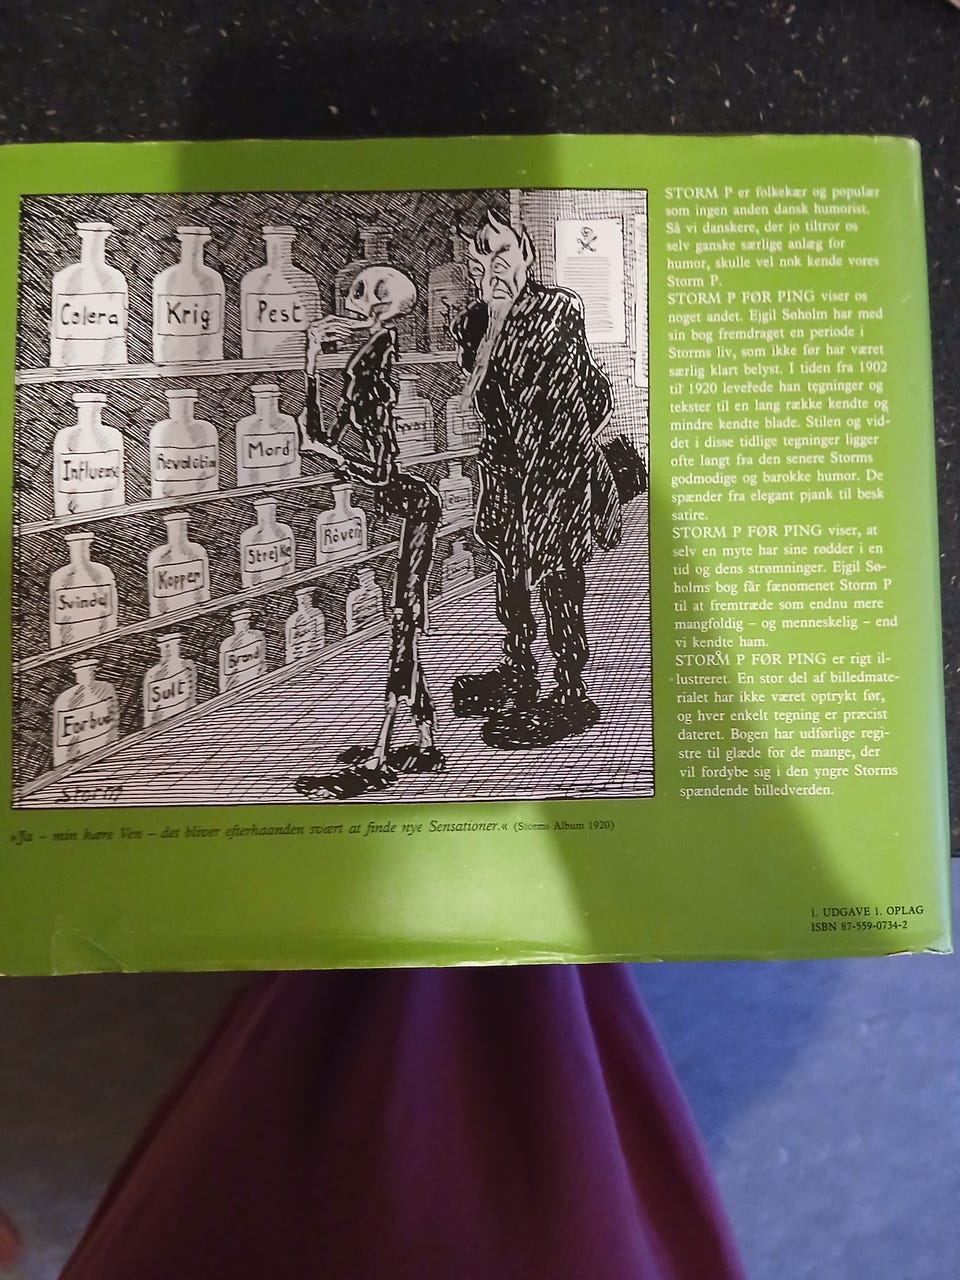 Colera
Krig
Pest
Influenz
Revolution
Mord
Svindel
Kopper
Strejke
Röveri
Forbud
Sult
Brand
Storm
»Ja – min kære Ven – det bliver efterhaanden svært at finde nye Sensationer.« (Storms Album 1920)
STORM P er folkekær og populær
som ingen anden dansk humorist.
Så vi danskere, der jo tiltror os
selv ganske særlige anlæg for
humor, skulle vel nok kende vores
Storm P.
STORM P FØR PING viser os
noget andet. Ejgil Søholm har med
sin bog fremdraget en periode i
Storms liv, som ikke før har været
særlig klart belyst. I tiden fra 1902
til 1920 leverede han tegninger og
tekster til en lang række kendte og
mindre kendte blade. Stilen og vid-
det i disse tidlige tegninger ligger
ofte langt fra den senere Storms
godmodige og barokke humor. De
spænder fra elegant pjank til besk
satire.
STORM P FØR PING viser, at
selv en myte har sine rødder i en
tid og dens strømninger. Ejgil Sø-
holms bog får fænomenet Storm P
til at fremtræde som endnu mere
mangfoldig – og menneskelig – end
vi kendte ham.
STORM P FØR PING er rigt il-
lustreret. En stor del af billedmate-
rialet har ikke været optrykt før,
og hver enkelt tegning er præcist
dateret. Bogen har udførlige regi-
stre til glæde for de mange, der
vil fordybe sig i den yngre Storms
spændende billedverden.
1. UDGAVE 1. OPLAG
ISBN 87-559-0734-2